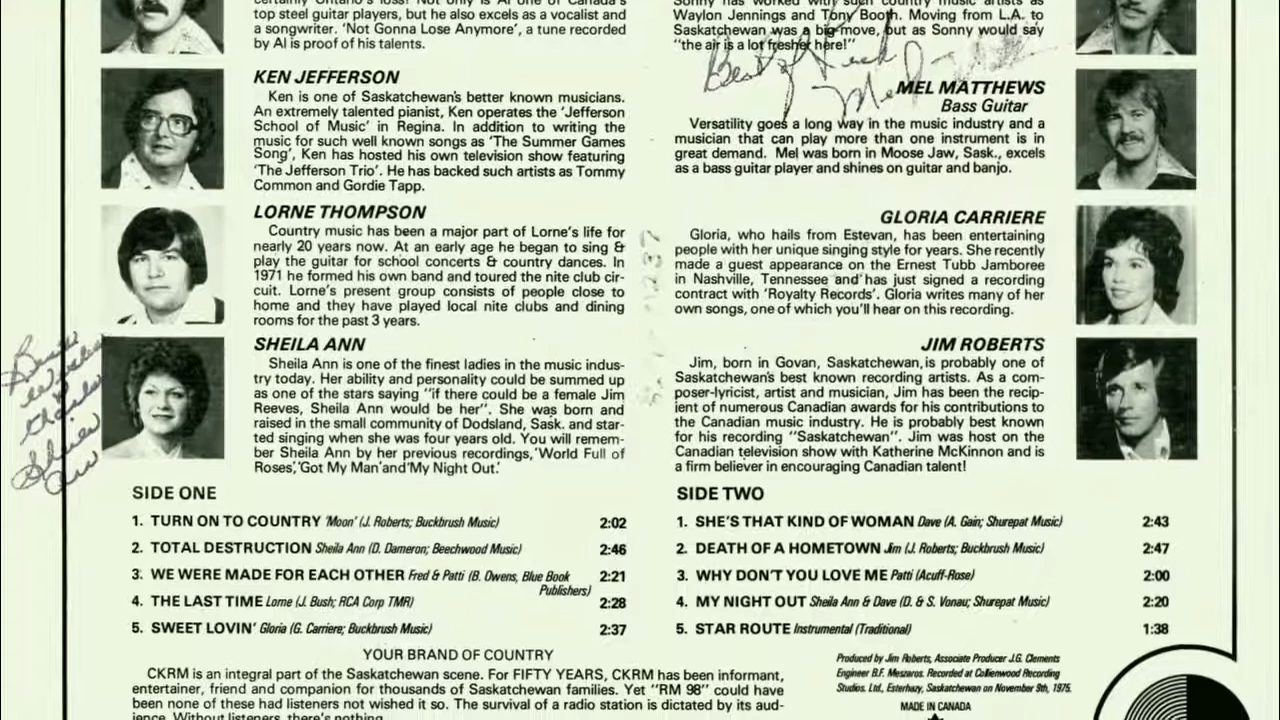 certainly Ontario's loss! Not only is Al one of Canada's
top steel guitar players, but he also excels as a vocalist and
a songwriter. 'Not Gonna Lose Anymore', a tune recorded
by Al is proof of his talents.
KEN JEFFERSON
Ken is one of Saskatchewan's better known musicians.
An extremely talented pianist, Ken operates the 'Jefferson
School of Music' in Regina. In addition to writing the
music for such well known songs as 'The Summer Games
Song', Ken has hosted his own television show featuring
'The Jefferson Trio'. He has backed such artists as Tommy
Common and Gordie Tapp.
LORNE THOMPSON
Country music has been a major part of Lorne's life for
nearly 20 years now. At an early age he began to sing &
play the guitar for school concerts & country dances. In
1971 he formed his own band and toured the nite club cir-
cuit. Lorne's present group consists of people close to
home and they have played local nite clubs and dining
rooms for the past 3 years.
SHEILA ANN
Sheila Ann is one of the finest ladies in the music indus-
try today. Her ability and personality could be summed up
as one of the stars saying "if there could be a female Jim
Reeves, Sheila Ann would be her". She was born and
raised in the small community of Dodsland, Sask. and star-
ted singing when she was four years old. You will remem-
ber Sheila Ann by her previous recordings, 'World Full of
Roses', 'Got My Man' and 'My Night Out.'
Best
wishes
&
thanks
Sheila
Ann
Sonny has worked with such country music artists as
Waylon Jennings and Tony Booth. Moving from L.A. to
Saskatchewan was a big move, but as Sonny would say
"the air is a lot fresher here!"
Best of Luck
Mel
MEL MATTHEWS
Bass Guitar
Versatility goes a long way in the music industry and a
musician that can play more than one instrument is in
great demand. Mel was born in Moose Jaw, Sask., excels
as a bass guitar player and shines on guitar and banjo.
GLORIA CARRIERE
Gloria, who hails from Estevan, has been entertaining
people with her unique singing style for years. She recently
made a guest appearance on the Ernest Tubb Jamboree
in Nashville, Tennessee and has just signed a recording
contract with 'Royalty Records'. Gloria writes many of her
own songs, one of which you'll hear on this recording.
JIM ROBERTS
Jim, born in Govan, Saskatchewan, is probably one of
Saskatchewan's best known recording artists. As a com-
poser-lyricist, artist and musician, Jim has been the recip-
ient of numerous Canadian awards for his contributions to
the Canadian music industry. He is probably best known
for his recording "Saskatchewan". Jim was host on the
Canadian television show with Katherine McKinnon and is
a firm believer in encouraging Canadian talent!
SIDE ONE
1. TURN ON TO COUNTRY 'Moon' (J. Roberts; Buckbrush Music) 2:02
2. TOTAL DESTRUCTION Sheila Ann (D. Dameron; Beechwood Music) 2:46
3. WE WERE MADE FOR EACH OTHER Fred & Patti (B. Owens, Blue Book 2:21
Publishers)
4. THE LAST TIME Lorne (J. Bush; RCA Corp TMR) 2:28
5. SWEET LOVIN' Gloria (G. Carriere; Buckbrush Music) 2:37
SIDE TWO
1. SHE'S THAT KIND OF WOMAN Dave (A. Gain; Shurepat Music) 2:43
2. DEATH OF A HOMETOWN Jim (J. Roberts; Buckbrush Music) 2:47
3. WHY DON'T YOU LOVE ME Patti (Acuff-Rose) 2:00
4. MY NIGHT OUT Sheila Ann & Dave (D. & S. Vonau; Shurepat Music) 2:20
5. STAR ROUTE Instrumental (Traditional) 1:38
YOUR BRAND OF COUNTRY
CKRM is an integral part of the Saskatchewan scene. For FIFTY YEARS, CKRM has been informant,
entertainer, friend and companion for thousands of Saskatchewan families. Yet "RM 98" could have
been none of these had listeners not wished it so. The survival of a radio station is dictated by its aud-
ience. Without listeners, there's nothing.
Produced by Jim Roberts, Associate Producer J.G. Clements
Engineer B.F. Meszaros. Recorded at Collienwood Recording
Studios. Ltd., Esterhazy, Saskatchewan on November 9th, 1975.
MADE IN CANADA